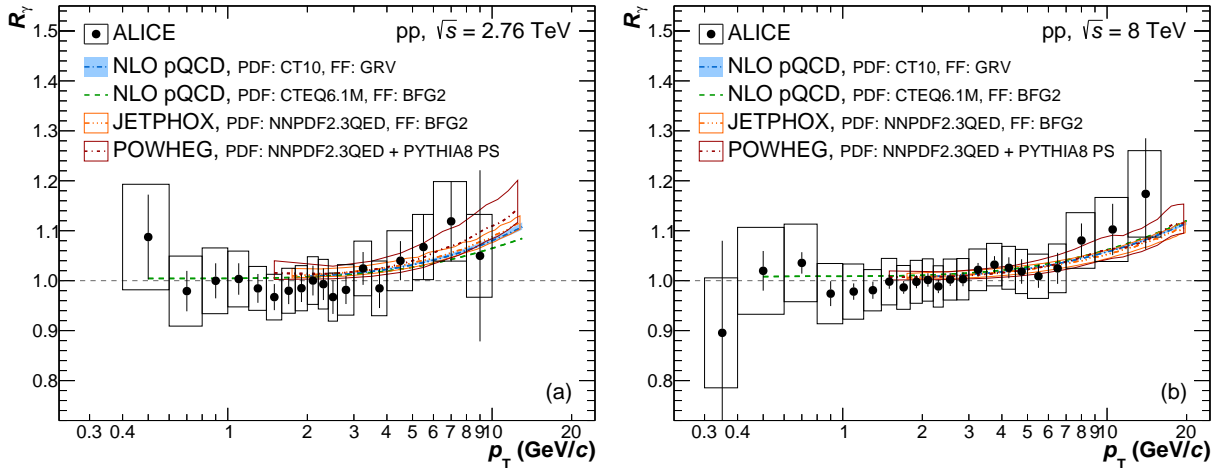 R_γ
1.5
1.4
1.3
1.2
1.1
1.0
0.9
0.8
ALICE
pp, √s = 2.76 TeV
NLO pQCD, PDF: CT10, FF: GRV
NLO pQCD, PDF: CTEQ6.1M, FF: BFG2
JETPHOX, PDF: NNPDF2.3QED, FF: BFG2
POWHEG, PDF: NNPDF2.3QED + PYTHIA8 PS
(a)
0.3 0.4 1 2 3 4 5 6 7 8 9 10 20
p_T (GeV/c)
R_γ
1.5
1.4
1.3
1.2
1.1
1.0
0.9
0.8
ALICE
pp, √s = 8 TeV
NLO pQCD, PDF: CT10, FF: GRV
NLO pQCD, PDF: CTEQ6.1M, FF: BFG2
JETPHOX, PDF: NNPDF2.3QED, FF: BFG2
POWHEG, PDF: NNPDF2.3QED + PYTHIA8 PS
(b)
0.3 0.4 1 2 3 4 5 6 7 8 9 10 20
p_T (GeV/c)